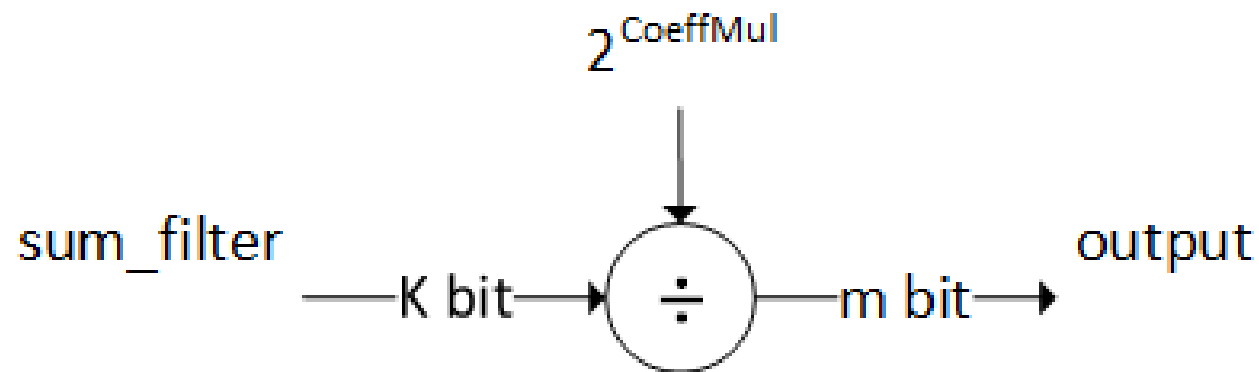 2^CoeffMul
sum_filter
K bit
÷
m bit
output